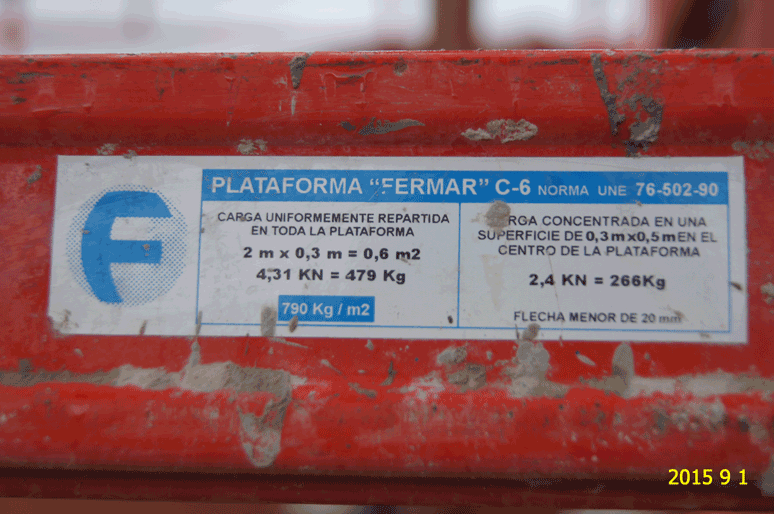 F
PLATAFORMA "FERMAR" C-6 NORMA UNE 76-502-90
CARGA UNIFORMEMENTE REPARTIDA
EN TODA LA PLATAFORMA
2 m x 0,3 m = 0,6 m2
4,31 KN = 479 Kg
790 Kg / m2
CARGA CONCENTRADA EN UNA
SUPERFICIE DE 0,3 m x 0,5 m EN EL
CENTRO DE LA PLATAFORMA
2,4 KN = 266Kg
FLECHA MENOR DE 20 mm
2015 9 1